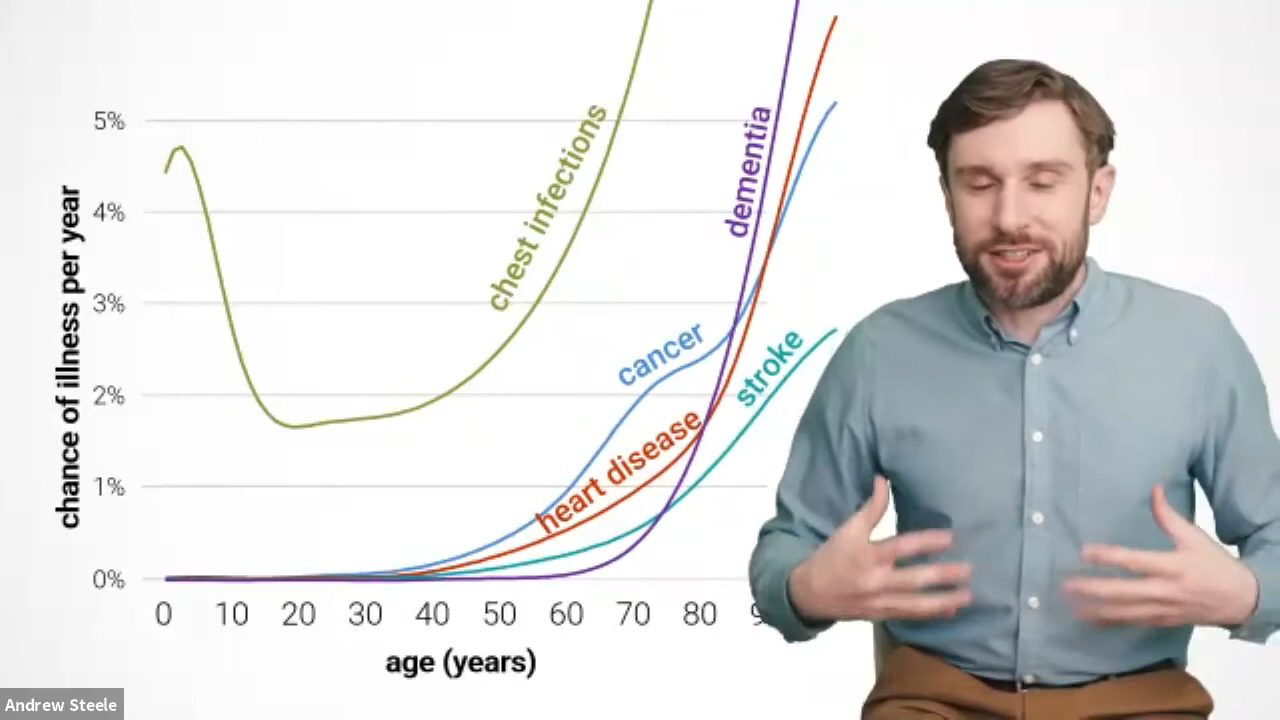 chance of illness per year
5%
4%
3%
2%
1%
0%
chest infections
cancer
heart disease
stroke
dementia
0 10 20 30 40 50 60 70 80 9
age (years)
Andrew Steele